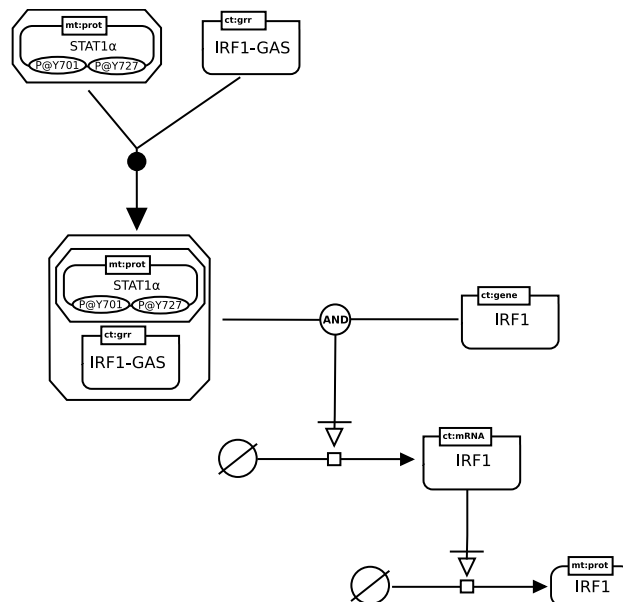 mt:prot
STAT1α
P@Y701 P@Y727
ct:grr
IRF1-GAS
mt:prot
STAT1α
P@Y701 P@Y727
ct:grr
IRF1-GAS
AND
ct:gene
IRF1
ct:mRNA
IRF1
mt:prot
IRF1